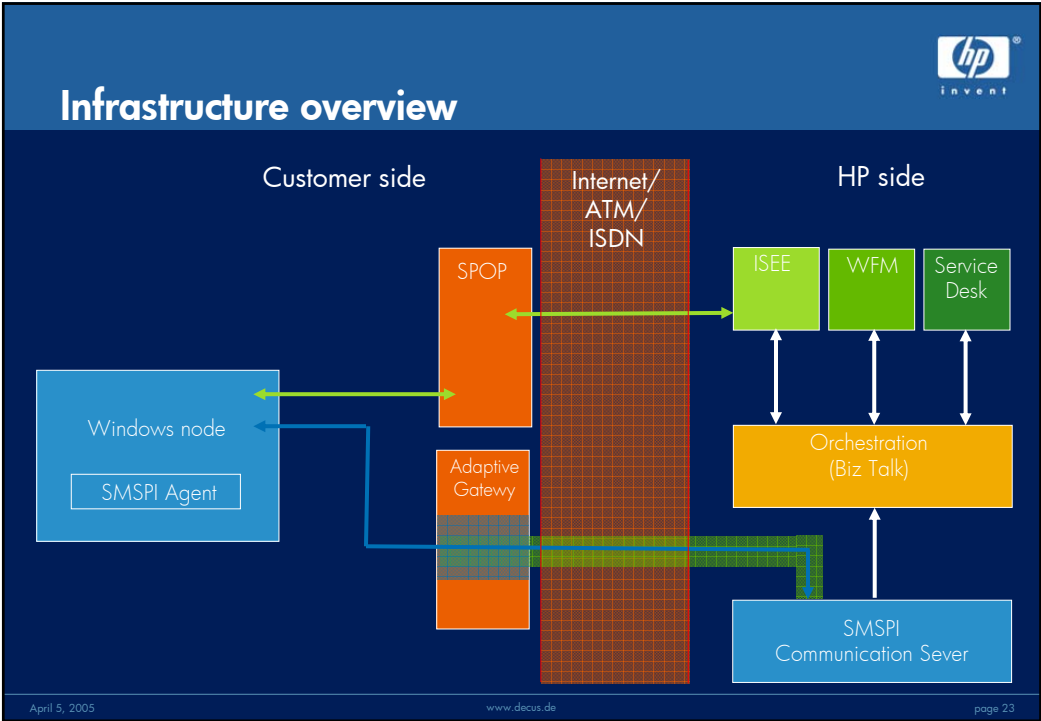 hp
®
invent
Infrastructure overview
Customer side
Internet/
ATM/
ISDN
HP side
SPOP
ISEE
WFM
Service
Desk
Windows node
SMSPI Agent
Adaptive
Gatewy
Orchestration
(Biz Talk)
SMSPI
Communication Sever
April 5, 2005
www.decus.de
page 23